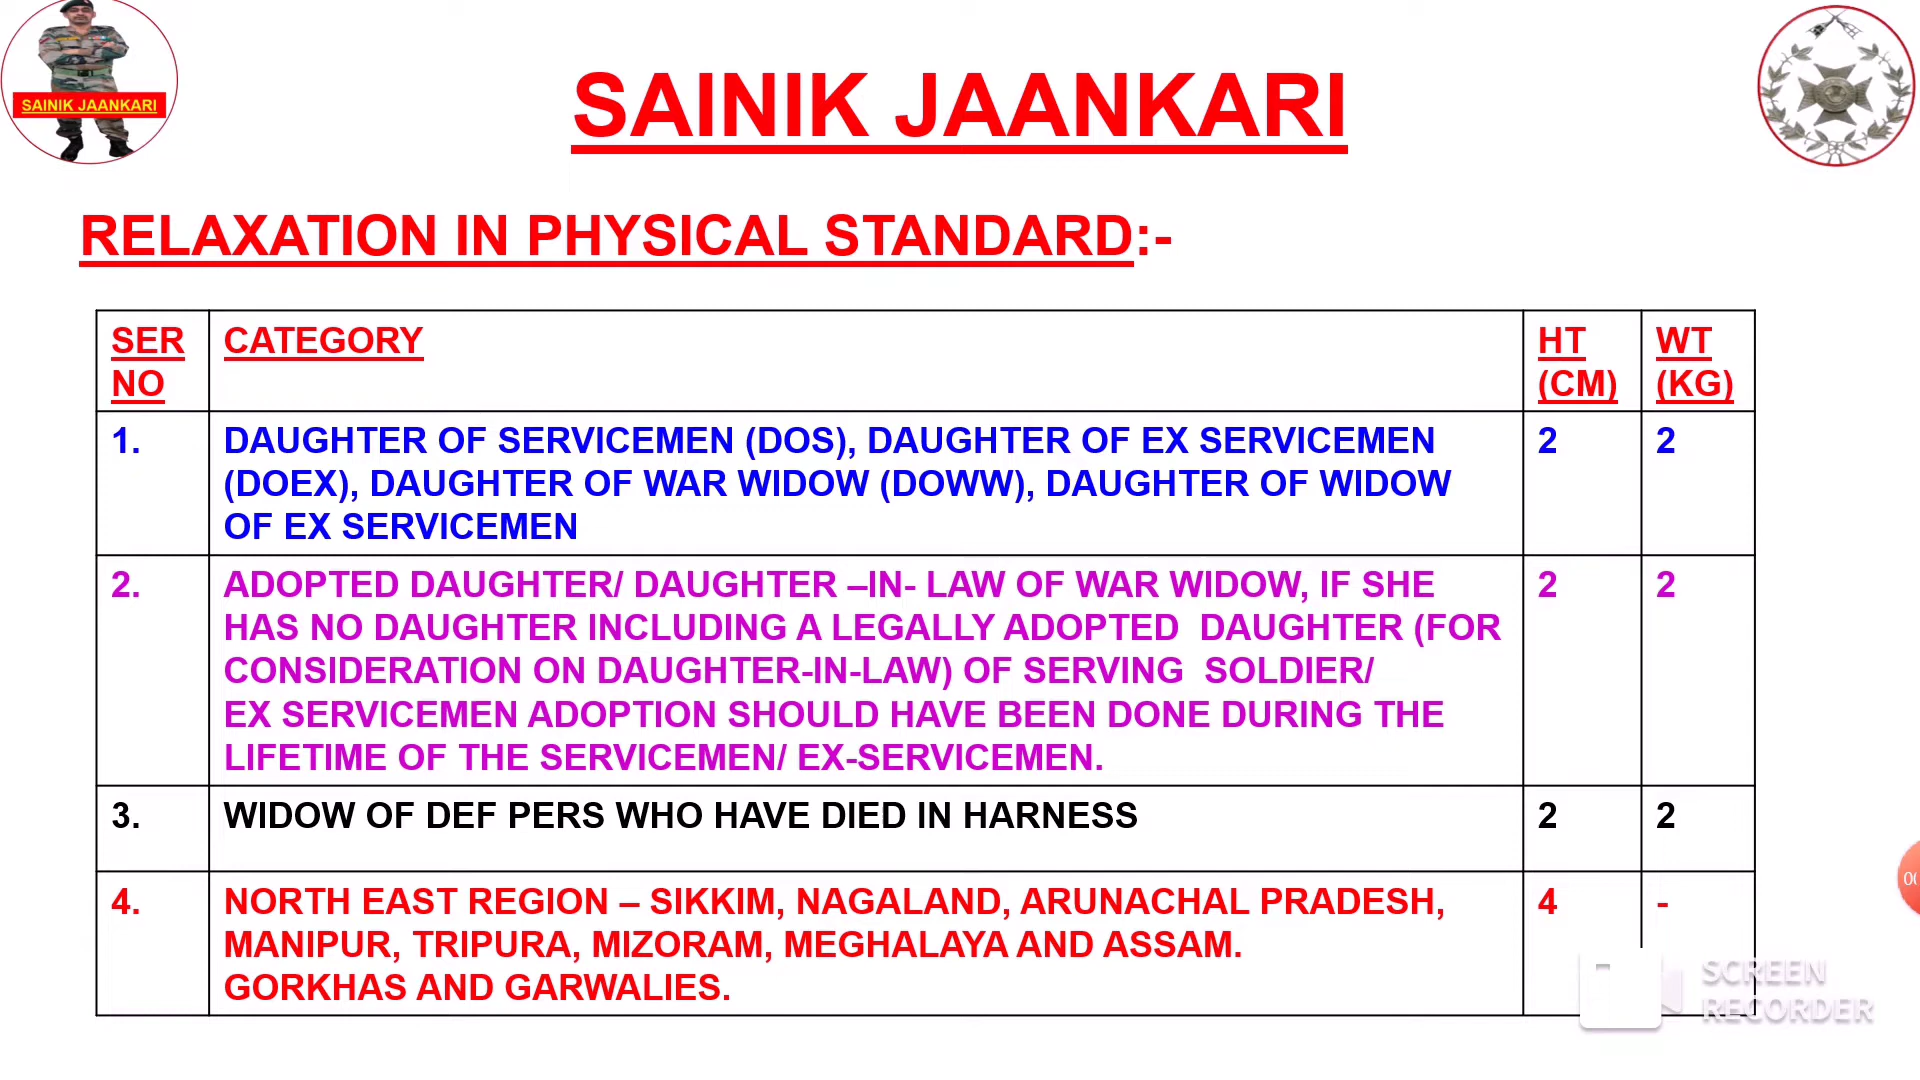 SAINIK JAANKARI
SAINIK JAANKARI
RELAXATION IN PHYSICAL STANDARD:-
SER NO
CATEGORY
HT (CM)
WT (KG)
1.
DAUGHTER OF SERVICEMEN (DOS), DAUGHTER OF EX SERVICEMEN
(DOEX), DAUGHTER OF WAR WIDOW (DOWW), DAUGHTER OF WIDOW
OF EX SERVICEMEN
2
2
2.
ADOPTED DAUGHTER/ DAUGHTER –IN- LAW OF WAR WIDOW, IF SHE
HAS NO DAUGHTER INCLUDING A LEGALLY ADOPTED  DAUGHTER (FOR
CONSIDERATION ON DAUGHTER-IN-LAW) OF SERVING  SOLDIER/
EX SERVICEMEN ADOPTION SHOULD HAVE BEEN DONE DURING THE
LIFETIME OF THE SERVICEMEN/ EX-SERVICEMEN.
2
2
3.
WIDOW OF DEF PERS WHO HAVE DIED IN HARNESS
2
2
4.
NORTH EAST REGION – SIKKIM, NAGALAND, ARUNACHAL PRADESH,
MANIPUR, TRIPURA, MIZORAM, MEGHALAYA AND ASSAM.
GORKHAS AND GARWALIES.
4
-
SCREEN
RECORDER